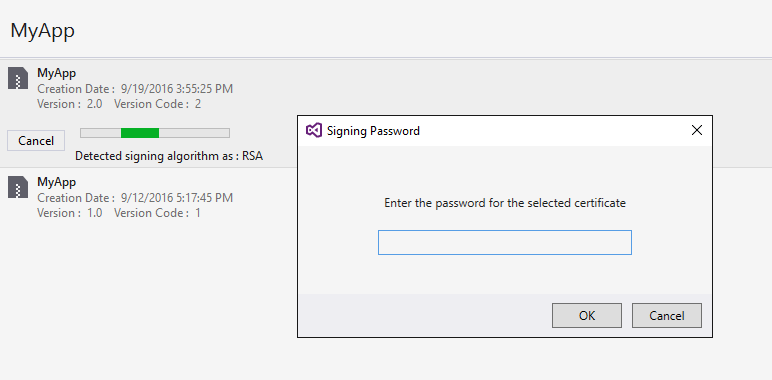 MyApp
MyApp
Creation Date : 9/19/2016 3:55:25 PM
Version : 2.0 Version Code : 2
Cancel
Detected signing algorithm as : RSA
MyApp
Creation Date : 9/12/2016 5:17:45 PM
Version : 1.0 Version Code : 1
Signing Password
Enter the password for the selected certificate
OK Cancel